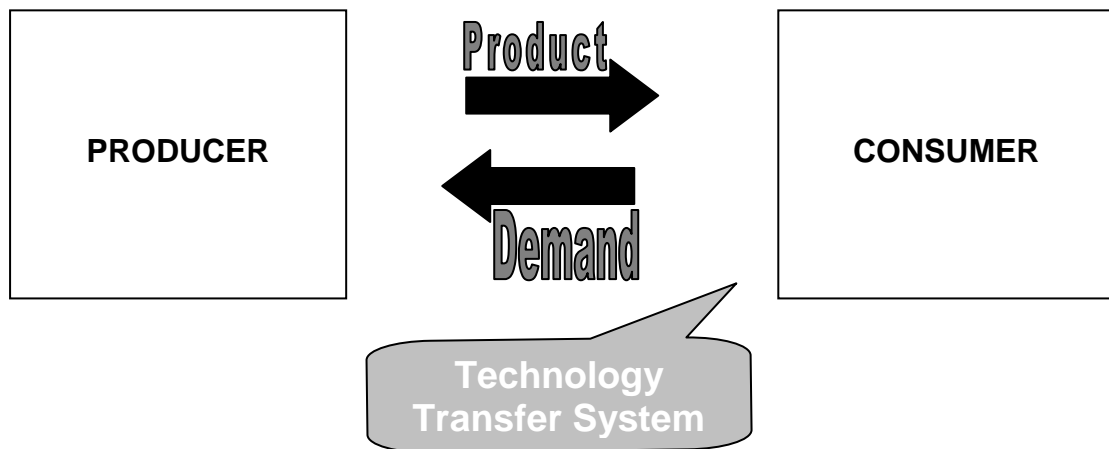 Product
PRODUCER
CONSUMER
Demand
Technology
Transfer System